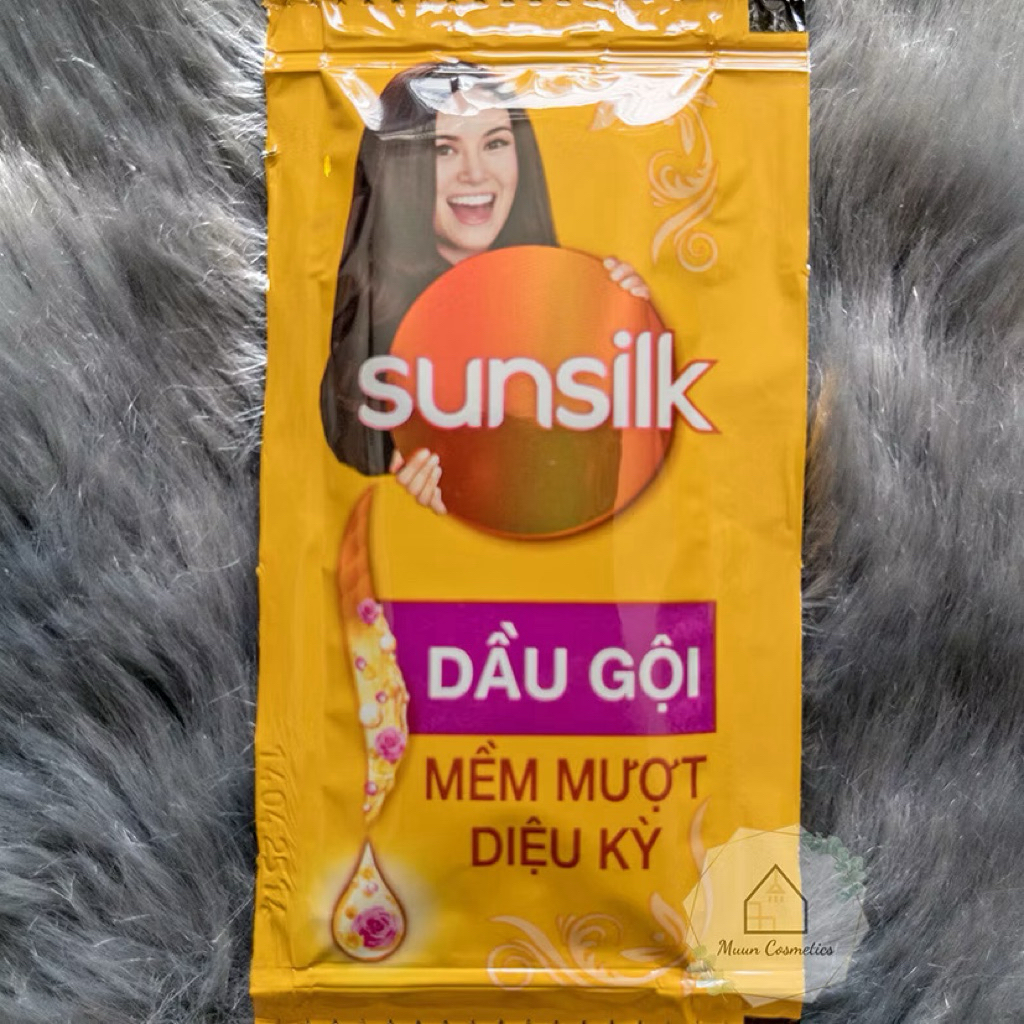 sunsilk
DẦU GỘI
MỀM MƯỢT
DIỆU KỲ
Muun Cosmetics